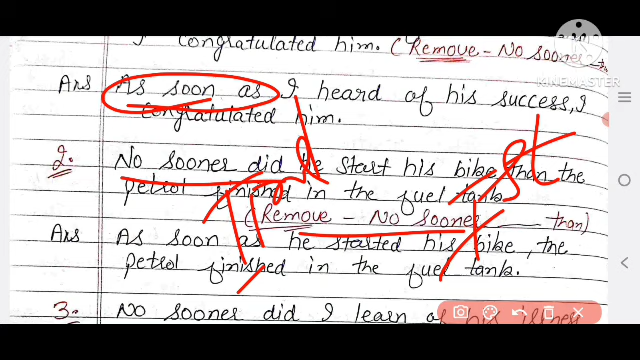 congratulated him. (Remove - No sooner - than
Ans As soon as I heard of his success, I
congratulated him.
2. No sooner did he start his bike than the
petrol finished in the fuel tank.
(Remove - No sooner than)
Ans As soon as he started his bike, the
petrol finished in the fuel tank.
3. No sooner did I learn of his illness
KINEMASTER